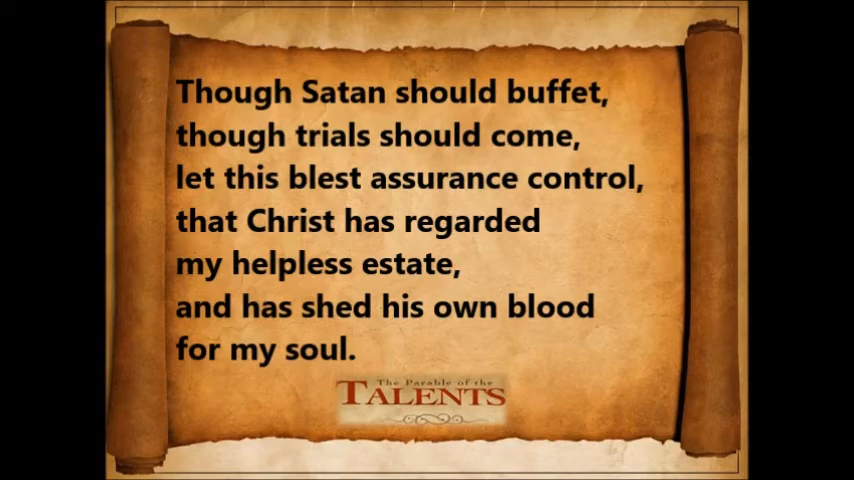 Though Satan should buffet,
though trials should come,
let this blest assurance control,
that Christ has regarded
my helpless estate,
and has shed his own blood
for my soul.
The Parable of the
TALENTS